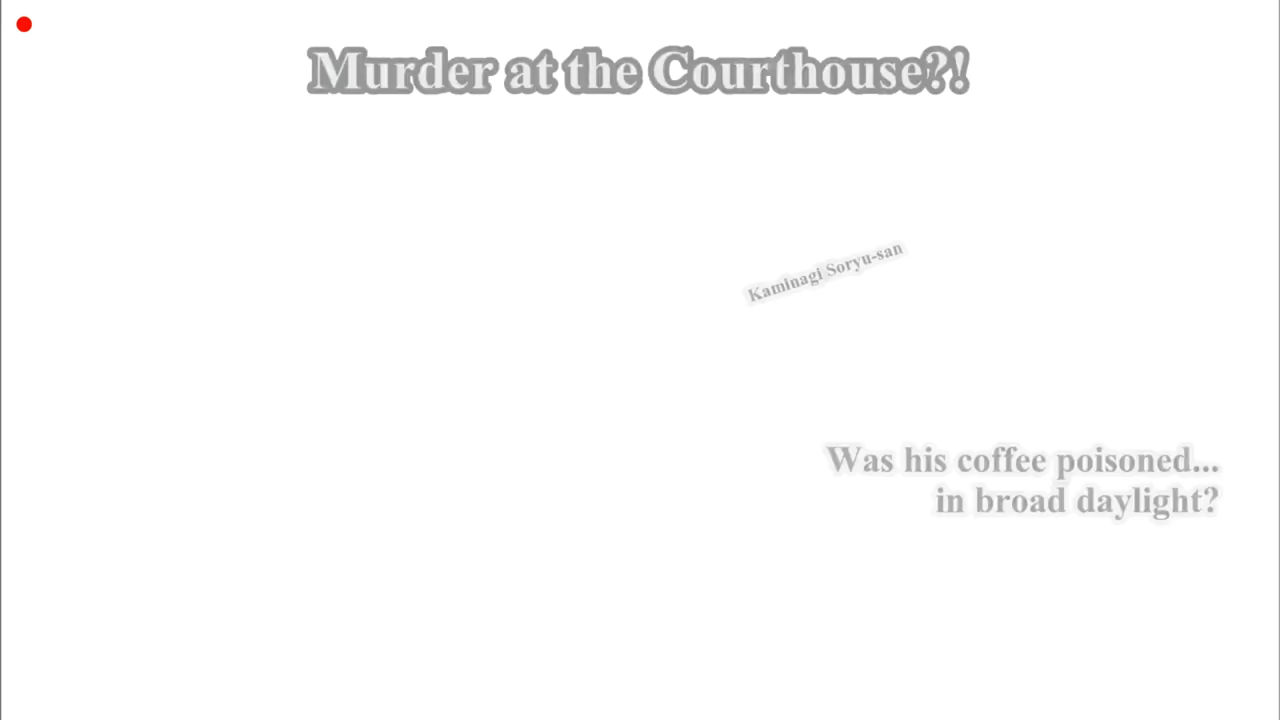 Murder at the Courthouse?!
Kaminagi Soryu-san
Was his coffee poisoned...
in broad daylight?